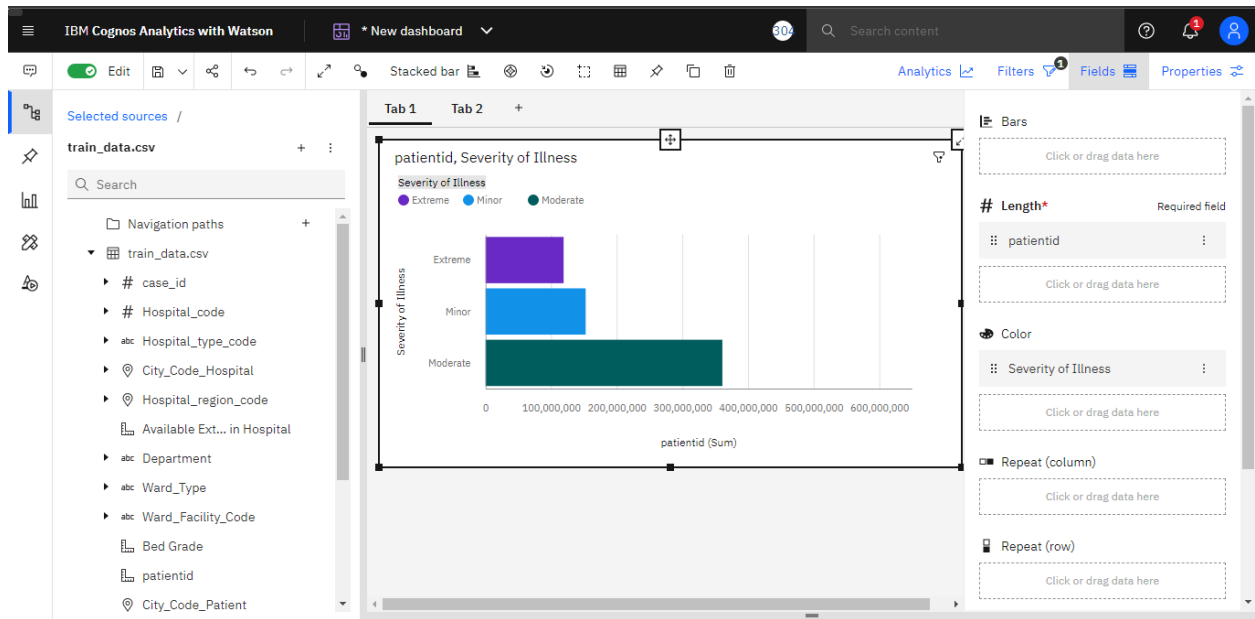 IBM Cognos Analytics with Watson
* New dashboard
304
Search content
1
Edit
Stacked bar
Analytics
Filters
1
Fields
Properties
Selected sources /
train_data.csv
Search
Navigation paths
train_data.csv
# case_id
# Hospital_code
abc Hospital_type_code
City_Code_Hospital
Hospital_region_code
Available Ext... in Hospital
abc Department
abc Ward_Type
abc Ward_Facility_Code
Bed Grade
patientid
City_Code_Patient
Tab 1
Tab 2
+
patientid, Severity of Illness
Severity of Illness
Extreme
Minor
Moderate
Severity of Illness
Extreme
Minor
Moderate
0 100,000,000 200,000,000 300,000,000 400,000,000 500,000,000 600,000,000
patientid (Sum)
Bars
Click or drag data here
# Length* Required field
patientid
Click or drag data here
Color
Severity of Illness
Click or drag data here
Repeat (column)
Click or drag data here
Repeat (row)
Click or drag data here